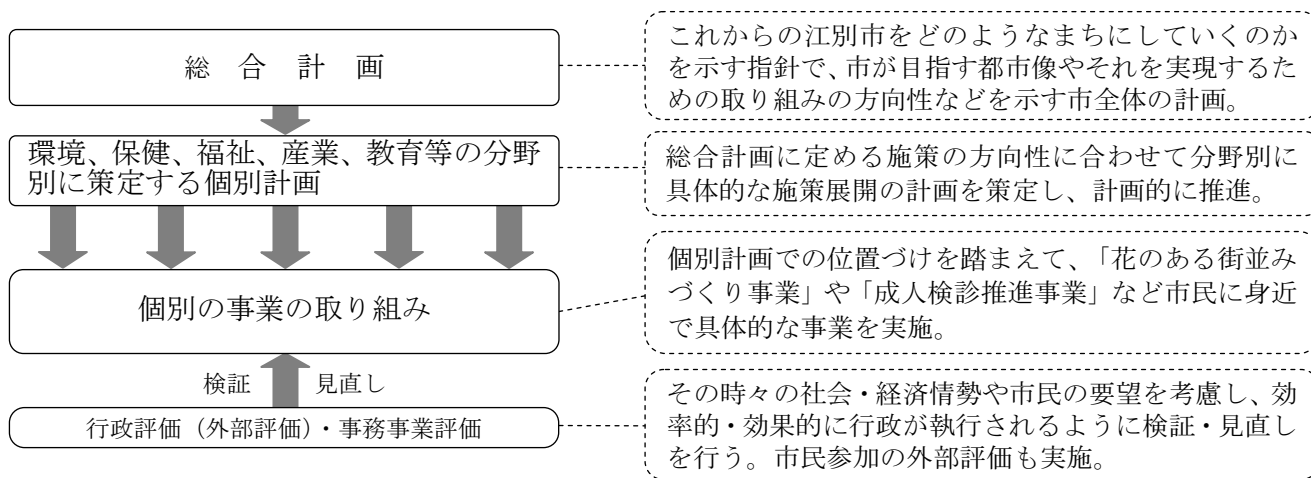 総 合 計 画
これからの江別市をどのようなまちにしていくのか
を示す指針で、市が目指す都市像やそれを実現するた
めの取り組みの方向性などを示す市全体の計画。
環境、保健、福祉、産業、教育等の分野
別に策定する個別計画
総合計画に定める施策の方向性に合わせて分野別に
具体的な施策展開の計画を策定し、計画的に推進。
個別の事業の取り組み
個別計画での位置づけを踏まえて、「花のある街並み
づくり事業」や「成人検診推進事業」など市民に身近
で具体的な事業を実施。
検証 見直し
行政評価（外部評価）・事務事業評価
その時々の社会・経済情勢や市民の要望を考慮し、効
率的・効果的に行政が執行されるように検証・見直し
を行う。市民参加の外部評価も実施。